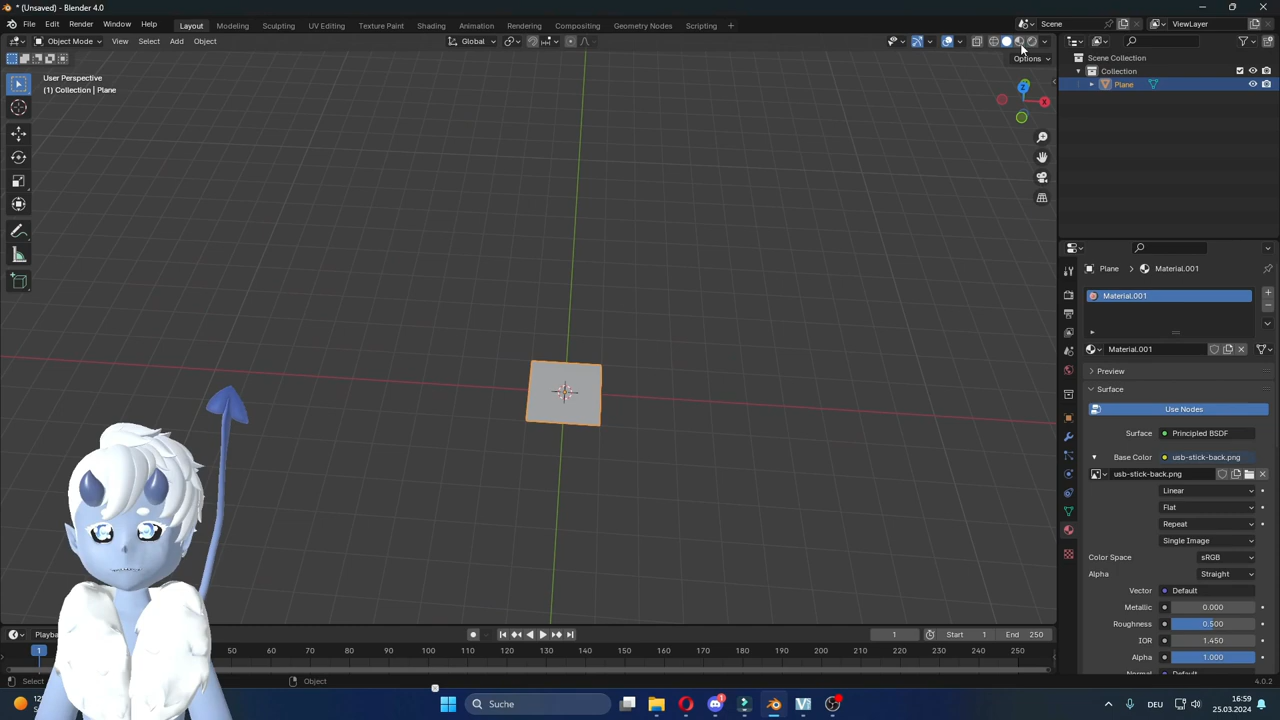 * (Unsaved) - Blender 4.0
File Edit Render Window Help Layout Modeling Sculpting UV Editing Texture Paint Shading Animation Rendering Compositing Geometry Nodes Scripting + Scene ViewLayer
Object Mode View Select Add Object Global
Options
User Perspective
(1) Collection | Plane
Z
X
Scene Collection
Collection
Plane
Plane > Material.001
Material.001
Material.001
Preview
Surface
Use Nodes
Surface Principled BSDF
Base Color usb-stick-back.png
usb-stick-back.png
Linear
Flat
Repeat
Single Image
Color Space sRGB
Alpha Straight
Vector Default
Metallic 0.000
Roughness 0.500
IOR 1.450
Alpha 1.000
Normal Default
Playba 1 Start 1 End 250
1 50 60 70 80 90 100 110 120 130 140 150 160 170 180 190 200 210 220 230 240 250
Select Object 4.0.2
Suche 1 DEU 16:59
25.03.2024